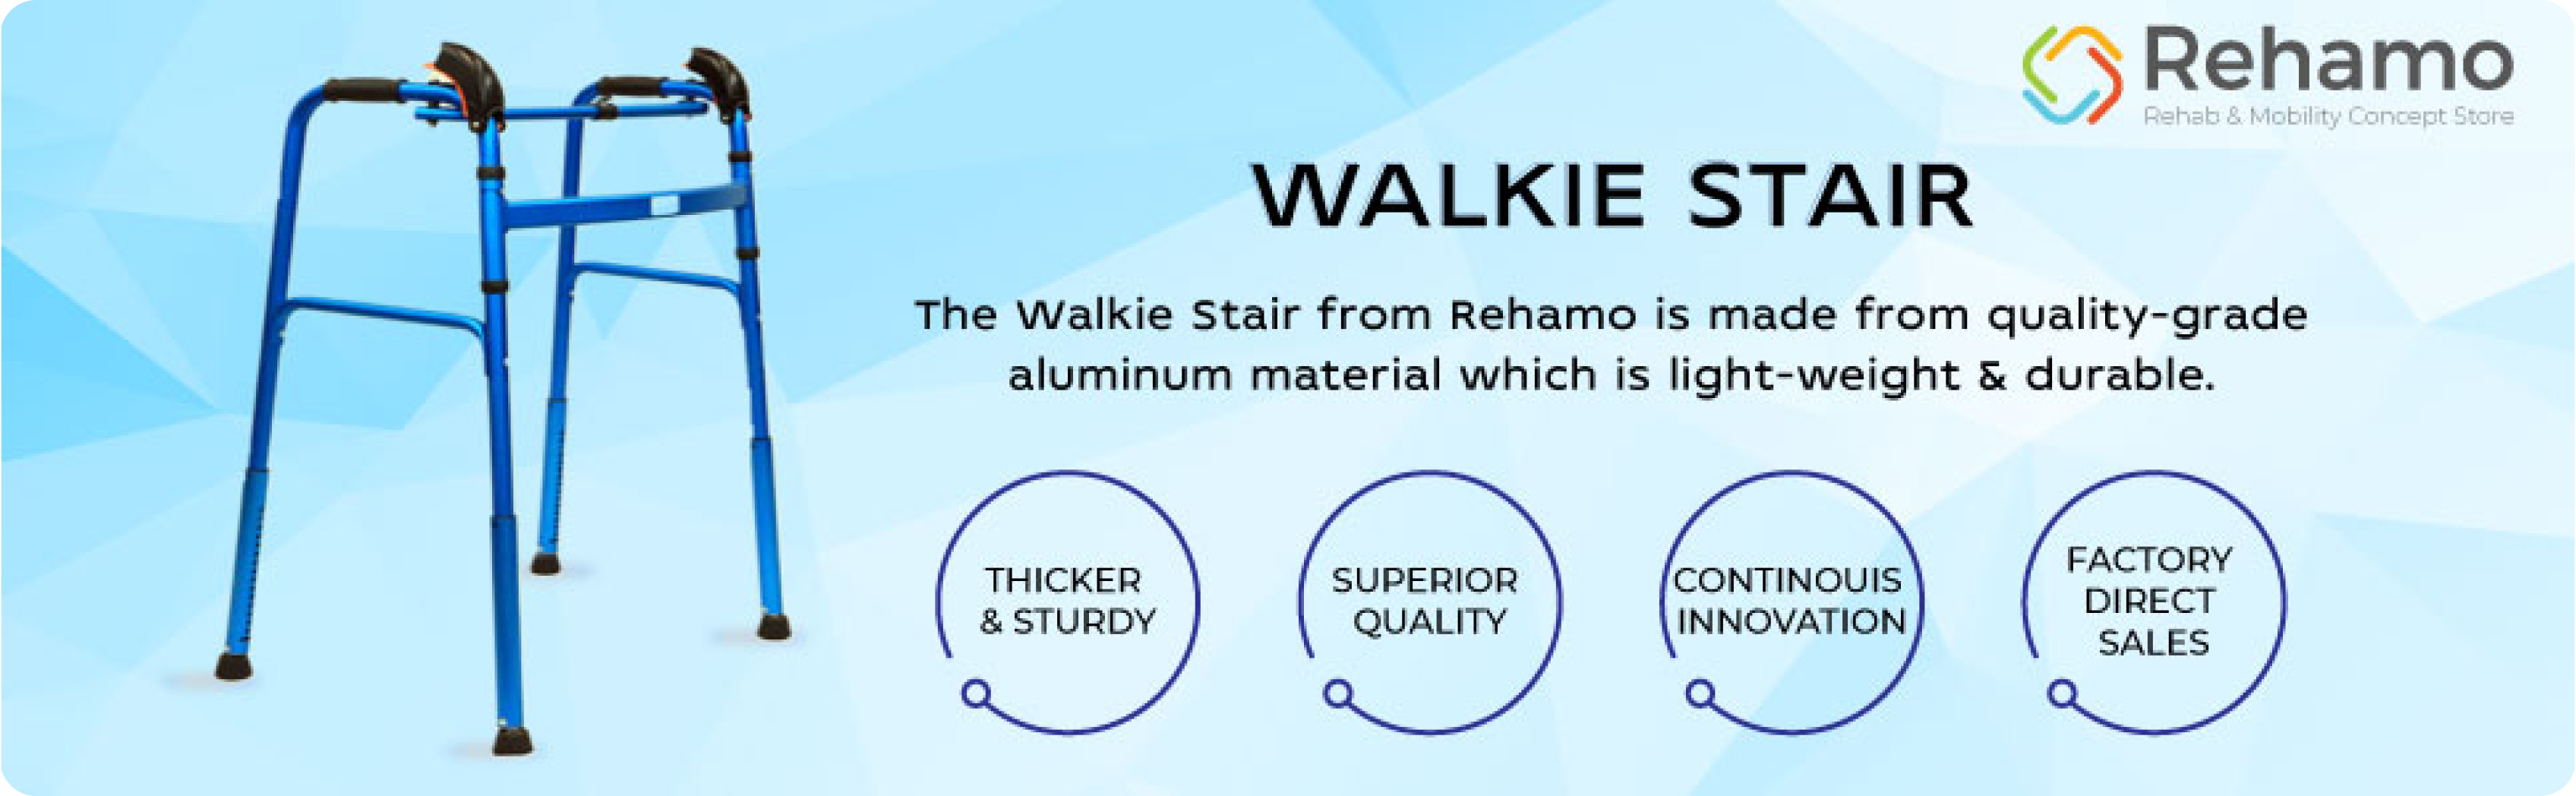 Rehamo
Rehab & Mobility Concept Store
WALKIE STAIR
The Walkie Stair from Rehamo is made from quality-grade
aluminum material which is light-weight & durable.
THICKER
& STURDY
SUPERIOR
QUALITY
CONTINOUIS
INNOVATION
FACTORY
DIRECT
SALES